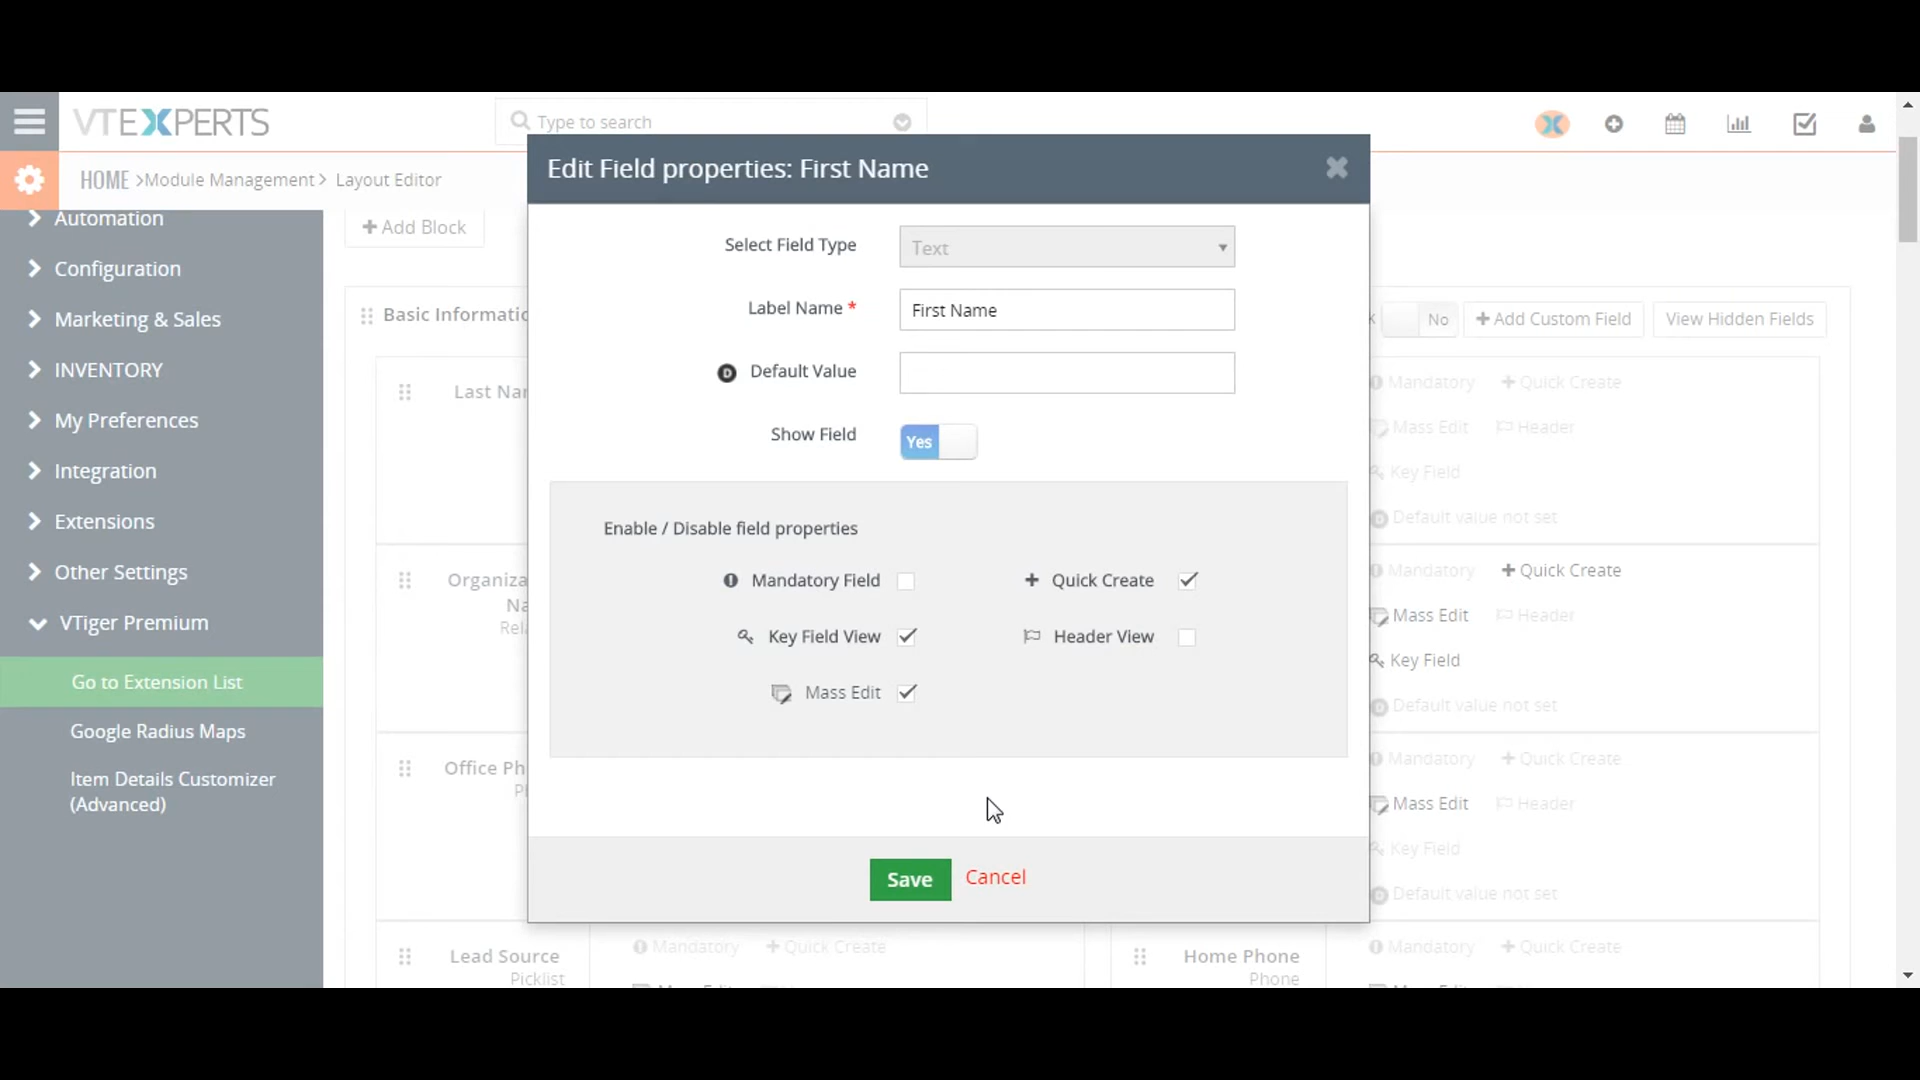 VTEXPERTS
Type to search
HOME >Module Management> Layout Editor
Automation
Configuration
Marketing & Sales
INVENTORY
My Preferences
Integration
Extensions
Other Settings
VTiger Premium
Go to Extension List
Google Radius Maps
Item Details Customizer
(Advanced)
+ Add Block
Basic Informatio
No
+ Add Custom Field
View Hidden Fields
Last Nar
Mandatory + Quick Create
Mass Edit Header
Key Field
D Default value not set
Organiza
Na
Rela
Mandatory + Quick Create
Mass Edit Header
Key Field
D Default value not set
Office Ph
Ph
Mandatory + Quick Create
Mass Edit Header
Key Field
D Default value not set
Lead Source
Picklist
Mandatory + Quick Create
Home Phone
Phone
Mandatory + Quick Create
Edit Field properties: First Name
Select Field Type Text
Label Name * First Name
D Default Value
Show Field Yes
Enable / Disable field properties
Mandatory Field + Quick Create
Key Field View Header View
Mass Edit
Save Cancel